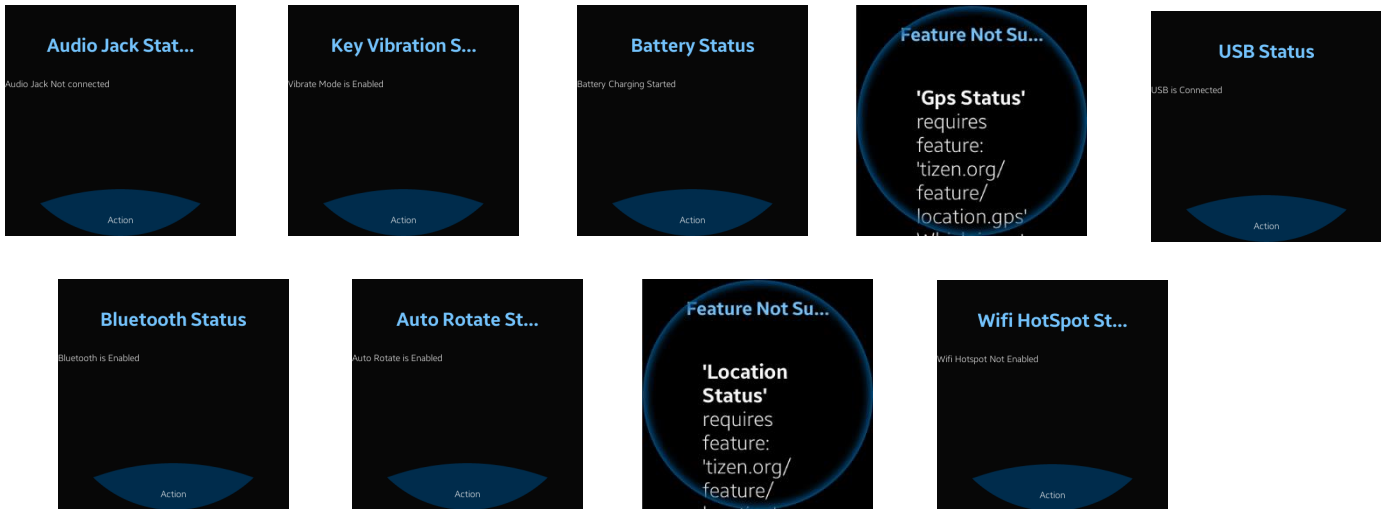 Audio Jack Stat...
Audio Jack Not connected
Action
Key Vibration S...
Vibrate Mode is Enabled
Action
Battery Status
Battery Charging Started
Action
Feature Not Su...
'Gps Status'
requires
feature:
'tizen.org/
feature/
location.gps'
USB Status
USB is Connected
Action
Bluetooth Status
Bluetooth is Enabled
Action
Auto Rotate St...
Auto Rotate is Enabled
Action
Feature Not Su...
'Location
Status'
requires
feature:
'tizen.org/
feature/
Wifi HotSpot St...
Wifi Hotspot Not Enabled
Action